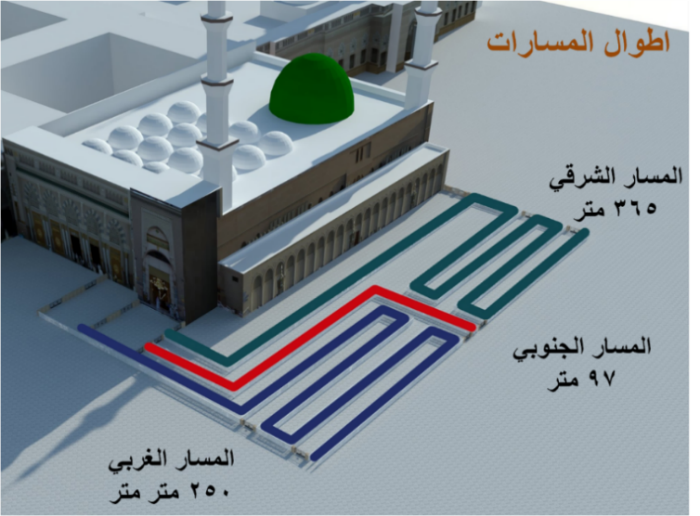 اطوال المسارات
المسار الشرقي
٣٦٥ متر
المسار الجنوبي
٩٧ متر
المسار الغربي
٢٥٠ متر متر